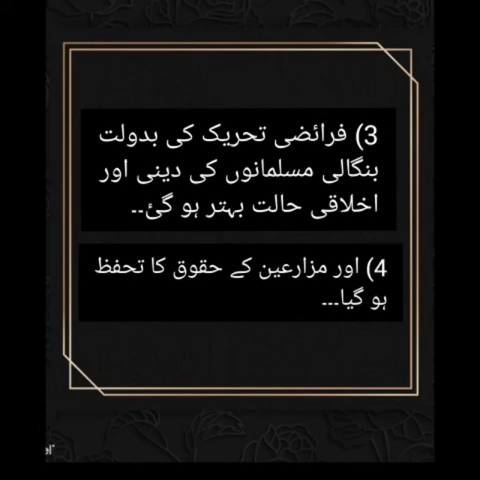 3) فرائضی تحریک کی بدولت
بنگالی مسلمانوں کی دینی اور
اخلاقی حالت بہتر ہو گئ۔۔
4) اور مزارعین کے حقوق کا تحفظ
ہو گیا۔۔۔